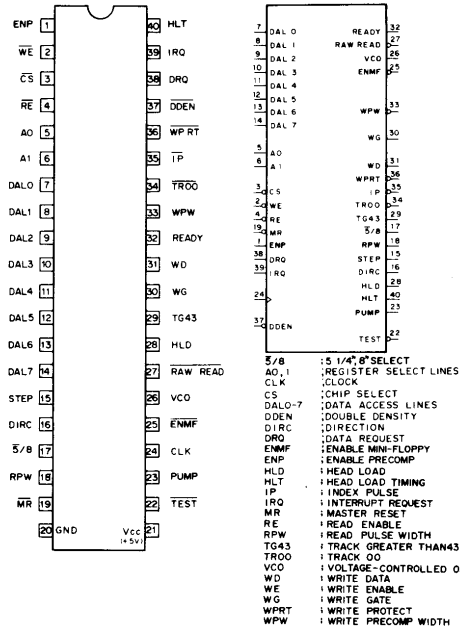 ENP 1 40 HLT
WE 2 39 IRQ
CS 3 38 DRQ
RE 4 37 DDEN
A0 5 36 WPRT
A1 6 35 IP
DAL0 7 34 TROO
DAL1 8 33 WPW
DAL2 9 32 READY
DAL3 10 31 WD
DAL4 11 30 WG
DAL5 12 29 TG43
DAL6 13 28 HLD
DAL7 14 27 RAW READ
STEP 15 26 VCO
DIRC 16 25 ENMF
5/8 17 24 CLK
RPW 18 23 PUMP
MR 19 22 TEST
20 GND Vcc (+5V) 21
7 DAL 0 READY 32
8 DAL 1 RAW READ 27
9 DAL 2 VCO 26
10 DAL 3 ENMF 25
11 DAL 4
12 DAL 5
13 DAL 6 WPW 33
14 DAL 7
WG 30
5 A0
6 A1 WD 31
WPRT 36
3 CS IP 35
2 WE TROO 34
4 RE TG43 29
19 MR 5/8 17
1 ENP RPW 18
38 DRQ STEP 15
39 IRQ DIRC 16
HLD 28
24 HLT 40
PUMP 23
37 DDEN TEST 22
5/8 : 5 1/4", 8" SELECT
A0, 1 ; REGISTER SELECT LINES
CLK ; CLOCK
CS ; CHIP SELECT
DAL0-7 ; DATA ACCESS LINES
DDEN : DOUBLE DENSITY
DIRC : DIRECTION
DRQ : DATA REQUEST
ENMF : ENABLE MINI-FLOPPY
ENP : ENABLE PRECOMP
HLD : HEAD LOAD
HLT : HEAD LOAD TIMING
IP : INDEX PULSE
IRQ : INTERRUPT REQUEST
MR : MASTER RESET
RE : READ ENABLE
RPW : READ PULSE WIDTH
TG43 : TRACK GREATER THAN43
TROO : TRACK OO
VCO : VOLTAGE-CONTROLLED O
WD : WRITE DATA
WE : WRITE ENABLE
WG : WRITE GATE
WPRT : WRITE PROTECT
WPW : WRITE PRECOMP WIDTH